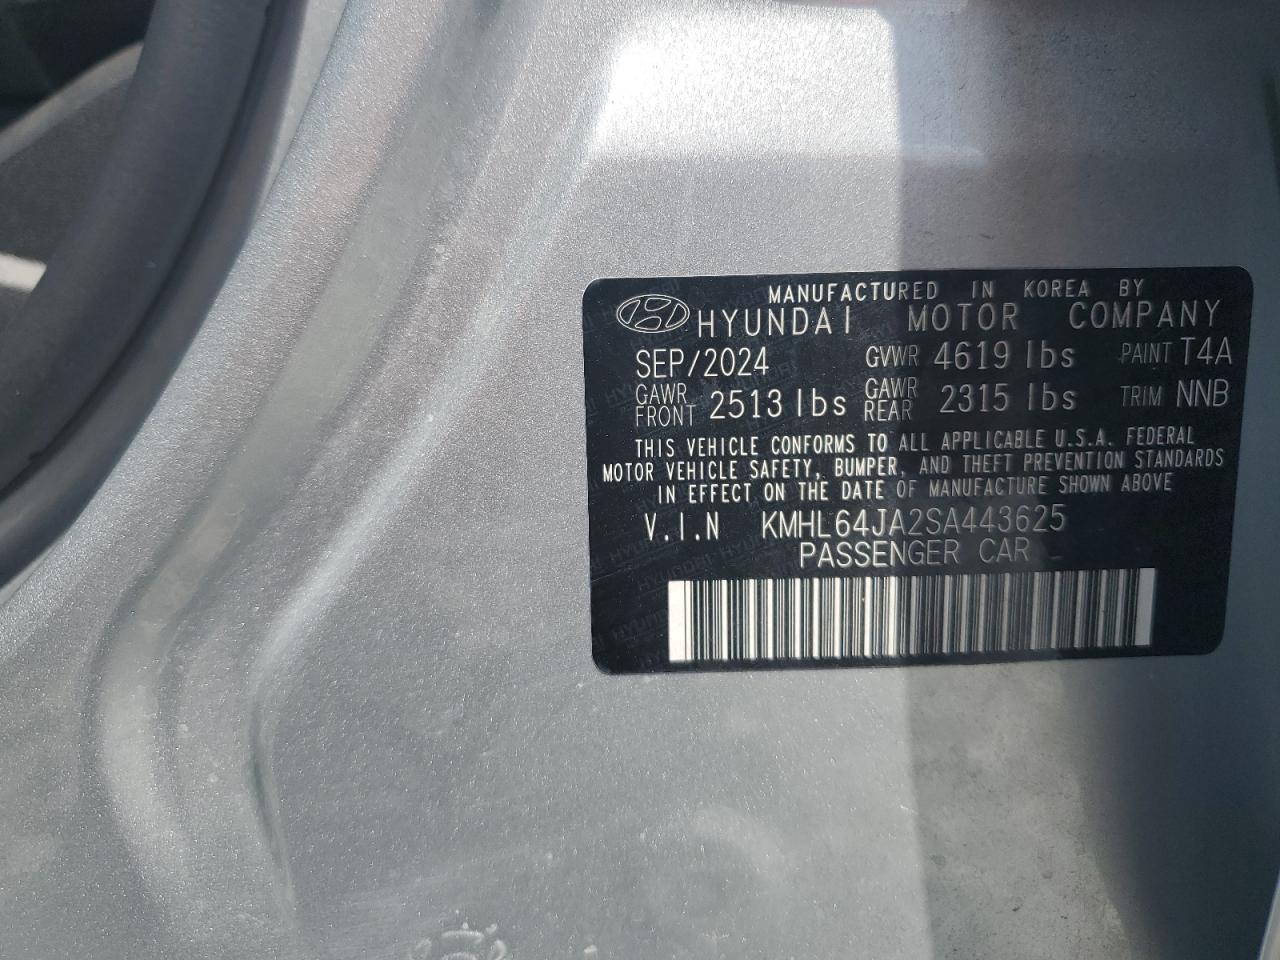 MANUFACTURED IN KOREA BY
HYUNDAI MOTOR COMPANY
SEP/2024 GVWR 4619 lbs PAINT T4A
GAWR FRONT 2513 lbs GAWR REAR 2315 lbs TRIM NNB
THIS VEHICLE CONFORMS TO ALL APPLICABLE U.S.A. FEDERAL
MOTOR VEHICLE SAFETY, BUMPER, AND THEFT PREVENTION STANDARDS
IN EFFECT ON THE DATE OF MANUFACTURE SHOWN ABOVE
V.I.N KMHL64JA2SA443625
PASSENGER CAR